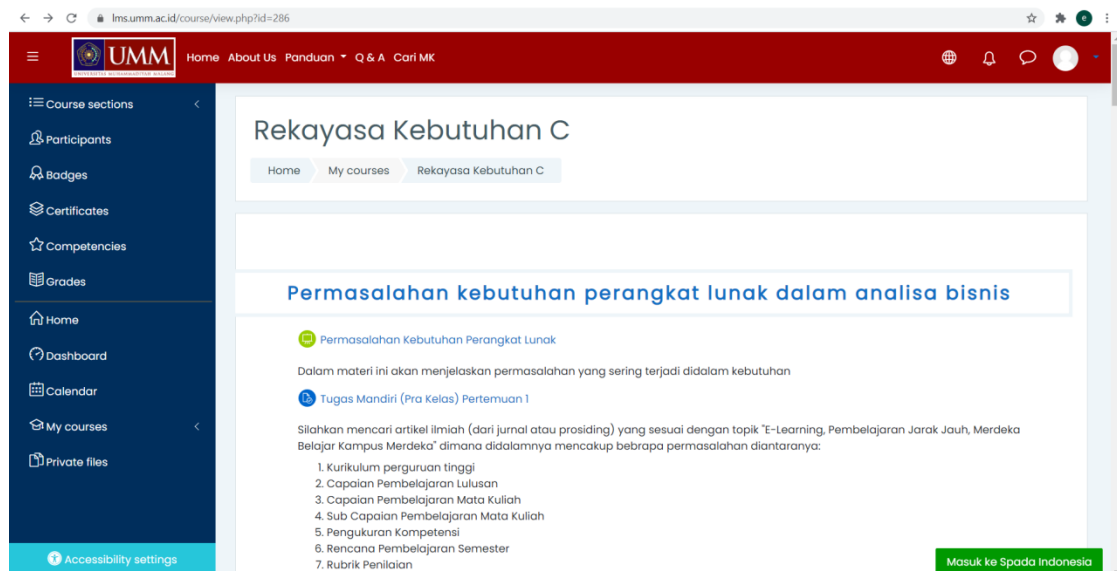 lms.umm.ac.id/course/view.php?id=286
e
UMM
UNIVERSITAS MUHAMMADIYAH MALANG
Home About Us Panduan Q & A Cari MK
Course sections
Participants
Badges
Certificates
Competencies
Grades
Home
Dashboard
Calendar
My courses
Private files
Accessibility settings
Rekayasa Kebutuhan C
Home My courses Rekayasa Kebutuhan C
Permasalahan kebutuhan perangkat lunak dalam analisa bisnis
Permasalahan Kebutuhan Perangkat Lunak
Dalam materi ini akan menjelaskan permasalahan yang sering terjadi didalam kebutuhan
Tugas Mandiri (Pra Kelas) Pertemuan 1
Silahkan mencari artikel ilmiah (dari jurnal atau prosiding) yang sesuai dengan topik "E-Learning, Pembelajaran Jarak Jauh, Merdeka
Belajar Kampus Merdeka" dimana didalamnya mencakup bebrapa permasalahan diantaranya:
1. Kurikulum perguruan tinggi
2. Capaian Pembelajaran Lulusan
3. Capaian Pembelajaran Mata Kuliah
4. Sub Capaian Pembelajaran Mata Kuliah
5. Pengukuran Kompetensi
6. Rencana Pembelajaran Semester
7. Rubrik Penilaian
Masuk ke Spada Indonesia